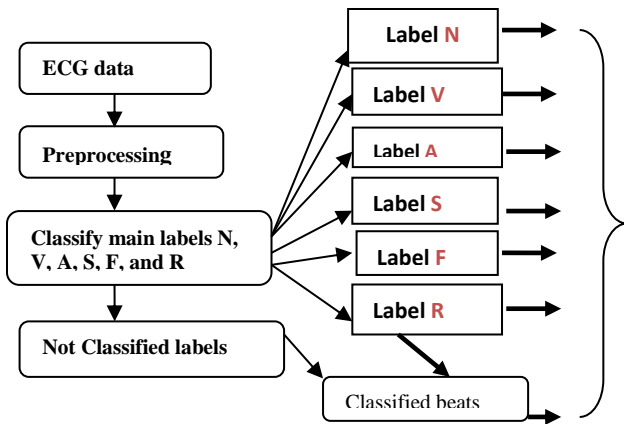 ECG data
Preprocessing
Classify main labels N,
V, A, S, F, and R
Not Classified labels
Label N
Label V
Label A
Label S
Label F
Label R
Classified beats